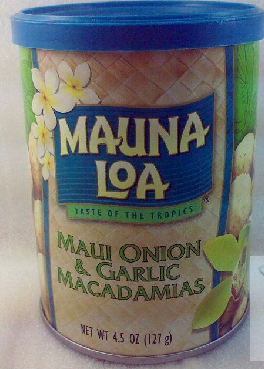 MAUNA
LOA
TASTE OF THE TROPICS
MAUI ONION
& GARLIC
MACADAMIAS
NET WT 4.5 OZ (127 g)